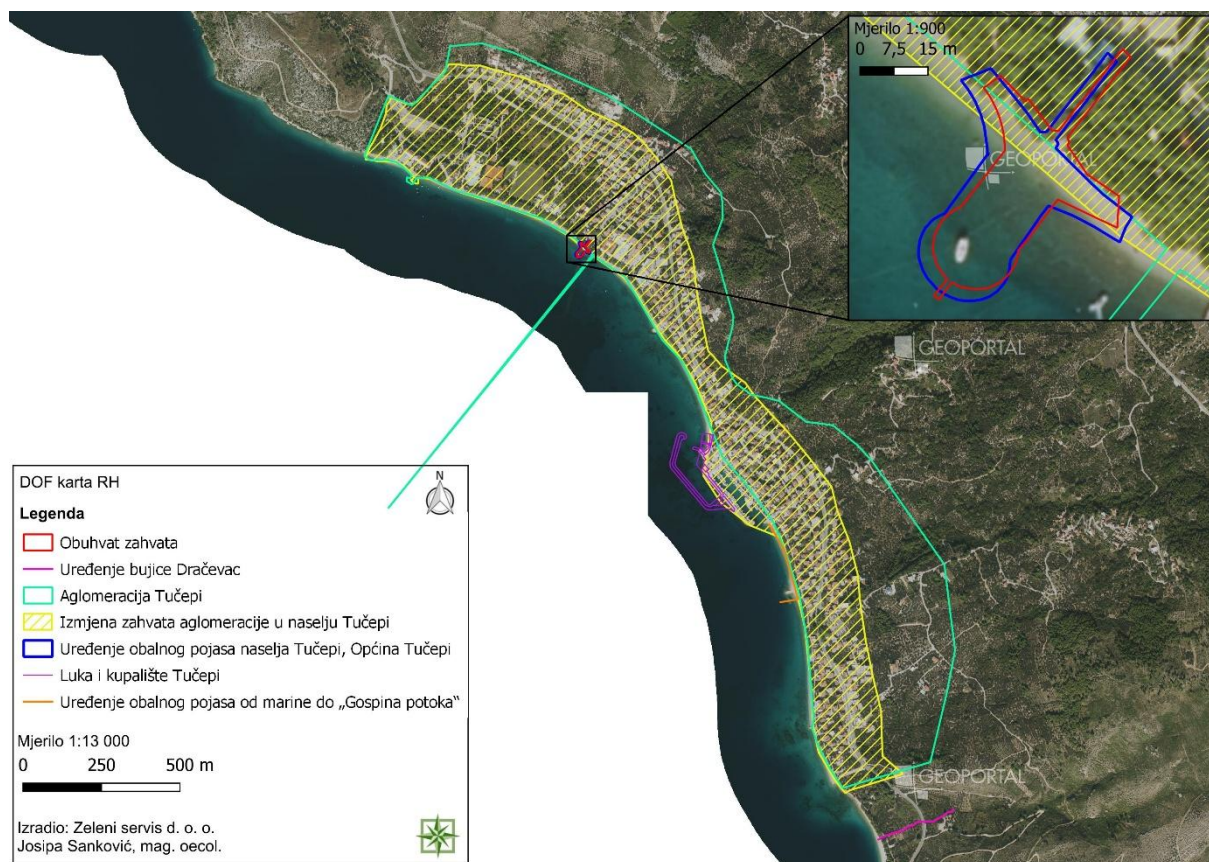 Mjerilo 1:900
0 7,5 15 m
GEOPORTAL
GEOPORTAL
DOF karta RH
N
Legenda
Obuhvat zahvata
Uređenje bujice Dračevac
Aglomeracija Tučepi
Izmjena zahvata aglomeracije u naselju Tučepi
Uređenje obalnog pojasa naselja Tučepi, Općina Tučepi
Luka i kupalište Tučepi
Uređenje obalnog pojasa od marine do „Gospina potoka“
Mjerilo 1:13 000
0 250 500 m
GEOPORTAL
Izradio: Zeleni servis d. o. o.
Josipa Sanković, mag. oecol.